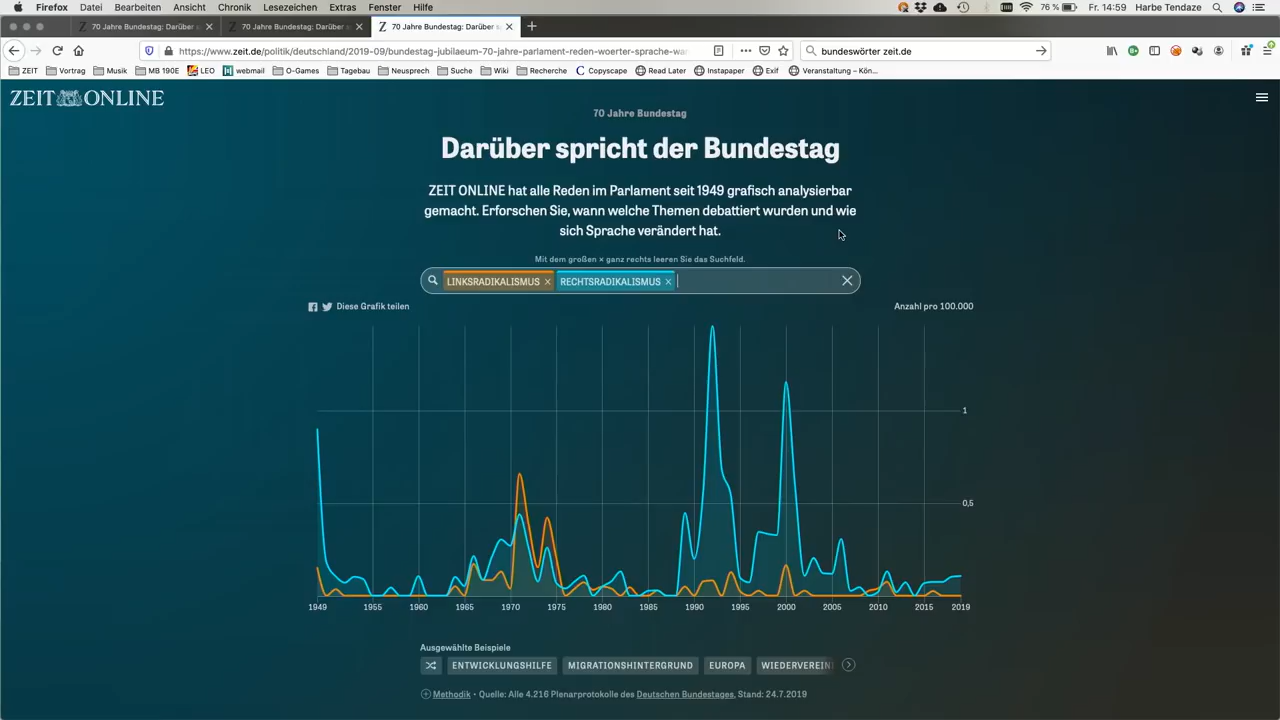 Firefox Datei Bearbeiten Ansicht Chronik Lesezeichen Extras Fenster Hilfe 76 % Fr. 14:59 Harbe Tendaze
Z 70 Jahre Bundestag: Darüber s × Z 70 Jahre Bundestag: Darüber s × Z 70 Jahre Bundestag: Darüber s × +
https://www.zeit.de/politik/deutschland/2019-09/bundestag-jubilaeum-70-jahre-parlament-reden-woerter-sprache-wan bundeswörter zeit.de
ZEIT Vortrag Musik MB 190E LEO webmail O-Games Tagebau Neusprech Suche Wiki Recherche Copyscape Read Later Instapaper Exif Veranstaltung – Kön...
ZEIT ONLINE
70 Jahre Bundestag
Darüber spricht der Bundestag
ZEIT ONLINE hat alle Reden im Parlament seit 1949 grafisch analysierbar
gemacht. Erforschen Sie, wann welche Themen debattiert wurden und wie
sich Sprache verändert hat.
Mit dem großen × ganz rechts leeren Sie das Suchfeld.
LINKSRADIKALISMUS × RECHTSRADIKALISMUS ×
Diese Grafik teilen Anzahl pro 100.000
1
0,5
1949 1955 1960 1965 1970 1975 1980 1985 1990 1995 2000 2005 2010 2015 2019
Ausgewählte Beispiele
ENTWICKLUNGSHILFE MIGRATIONSHINTERGRUND EUROPA WIEDERVEREIN
Methodik • Quelle: Alle 4.216 Plenarprotokolle des Deutschen Bundestages, Stand: 24.7.2019